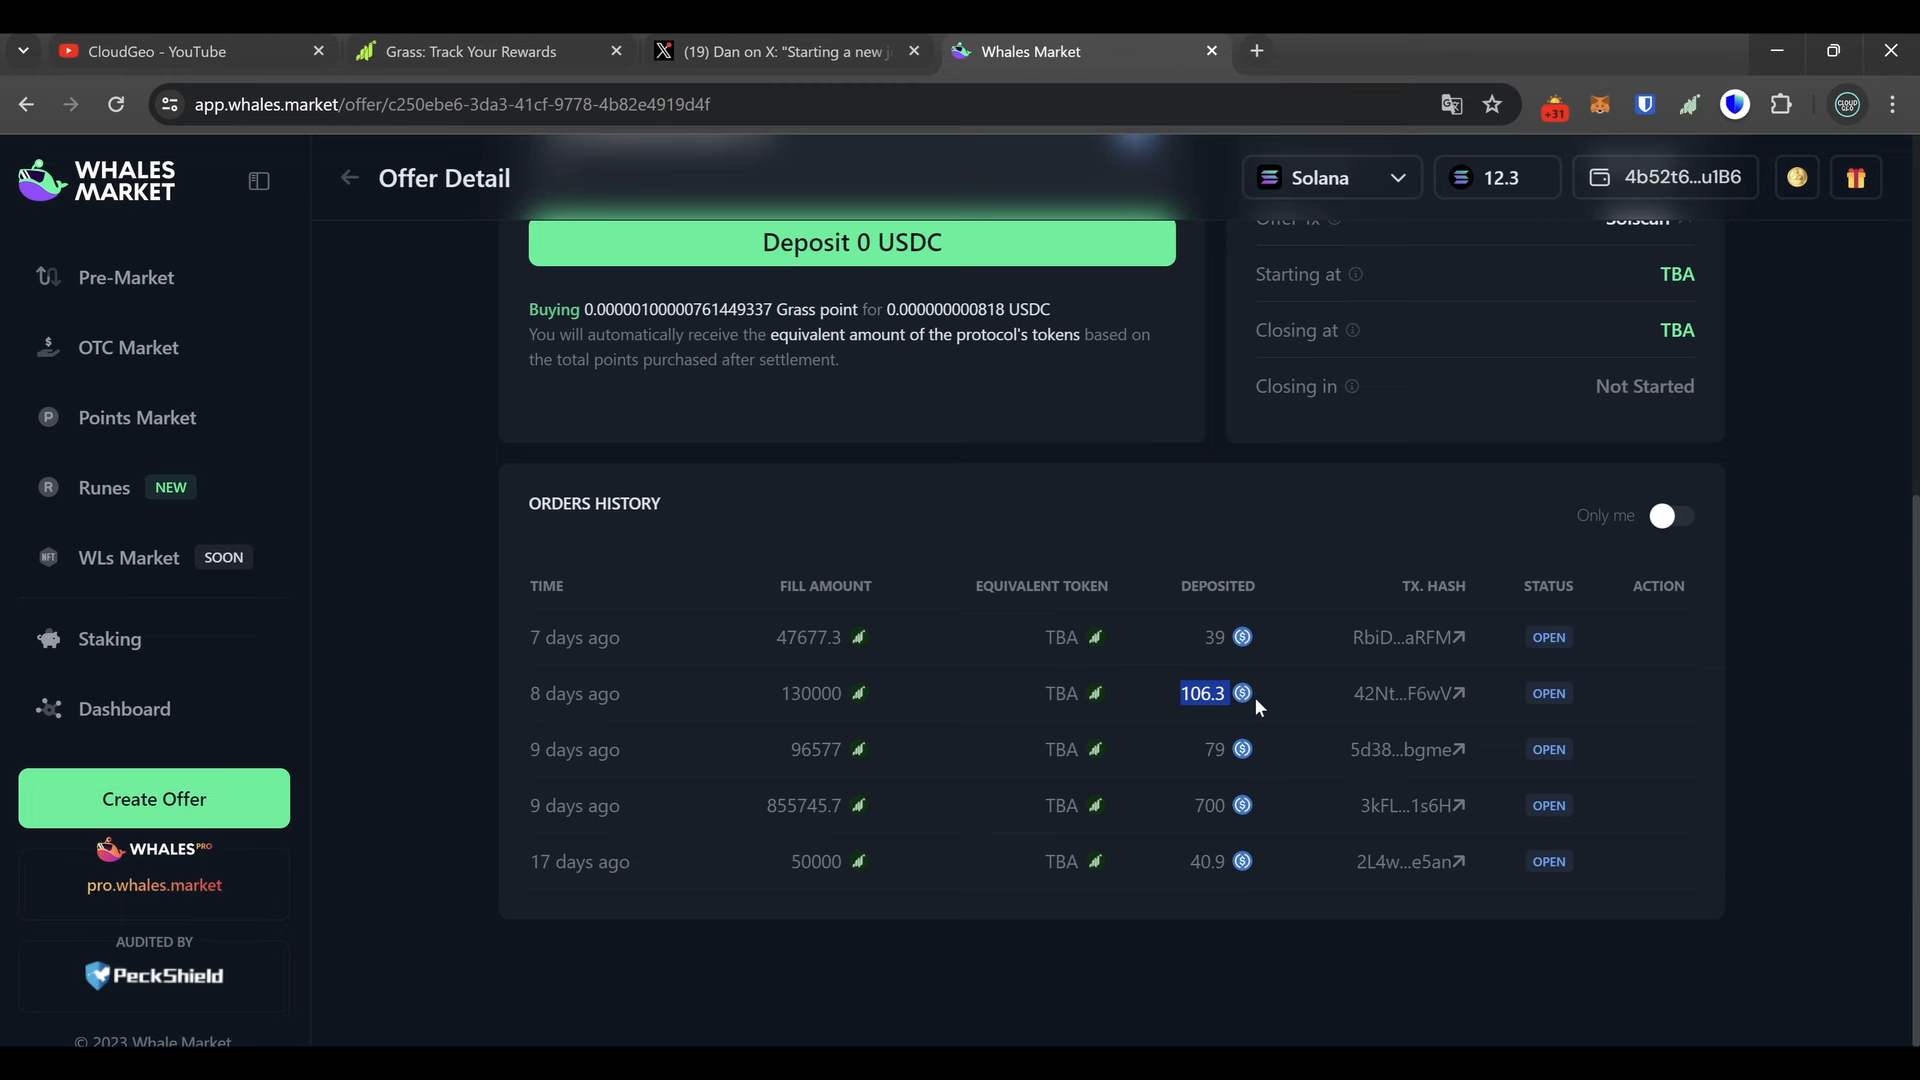 CloudGeo - YouTube
Grass: Track Your Rewards
(19) Dan on X: "Starting a new j
Whales Market
app.whales.market/offer/c250ebe6-3da3-41cf-9778-4b82e4919d4f
+31
CLOUD
GEO
WHALES
MARKET
Offer Detail
Solana
12.3
4b52t6...u1B6
Pre-Market
OTC Market
Points Market
Runes NEW
WLs Market SOON
Staking
Dashboard
Create Offer
WHALES PRO
pro.whales.market
AUDITED BY
PeckShield
© 2023 Whale Market
Deposit 0 USDC
Buying 0.00000100000761449337 Grass point for 0.000000000818 USDC
You will automatically receive the equivalent amount of the protocol's tokens based on
the total points purchased after settlement.
Offer Tx Solscan
Starting at TBA
Closing at TBA
Closing in Not Started
ORDERS HISTORY
Only me
TIME FILL AMOUNT EQUIVALENT TOKEN DEPOSITED TX. HASH STATUS ACTION
7 days ago 47677.3 TBA 39 RbiD...aRFM OPEN
8 days ago 130000 TBA 106.3 42Nt...F6wV OPEN
9 days ago 96577 TBA 79 5d38...bgme OPEN
9 days ago 855745.7 TBA 700 3kFL...1s6H OPEN
17 days ago 50000 TBA 40.9 2L4w...e5an OPEN